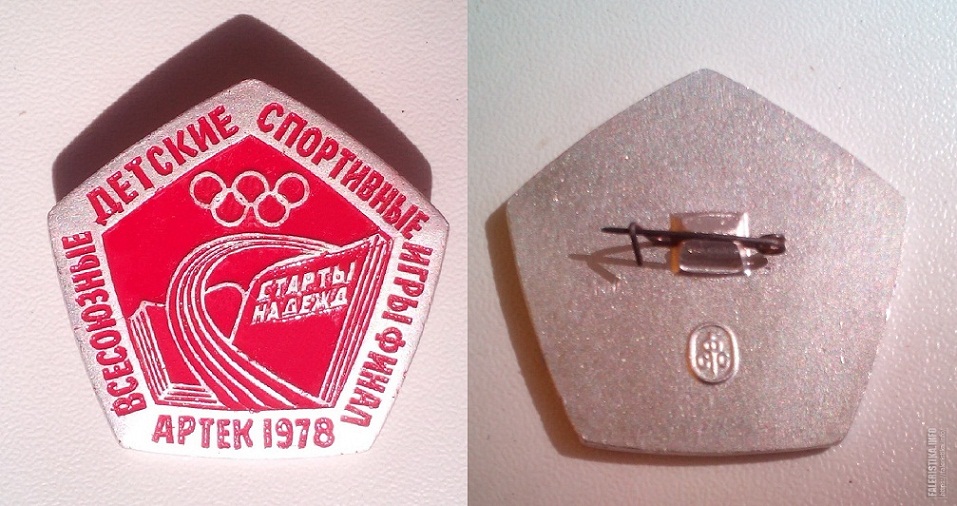 ВСЕСОЮЗНЫЕ ДЕТСКИЕ СПОРТИВНЫЕ ИГРЫ ФИНАЛ
СТАРТЫ
НАДЕЖД
АРТЕК 1978
FALERISTIKA.INFO